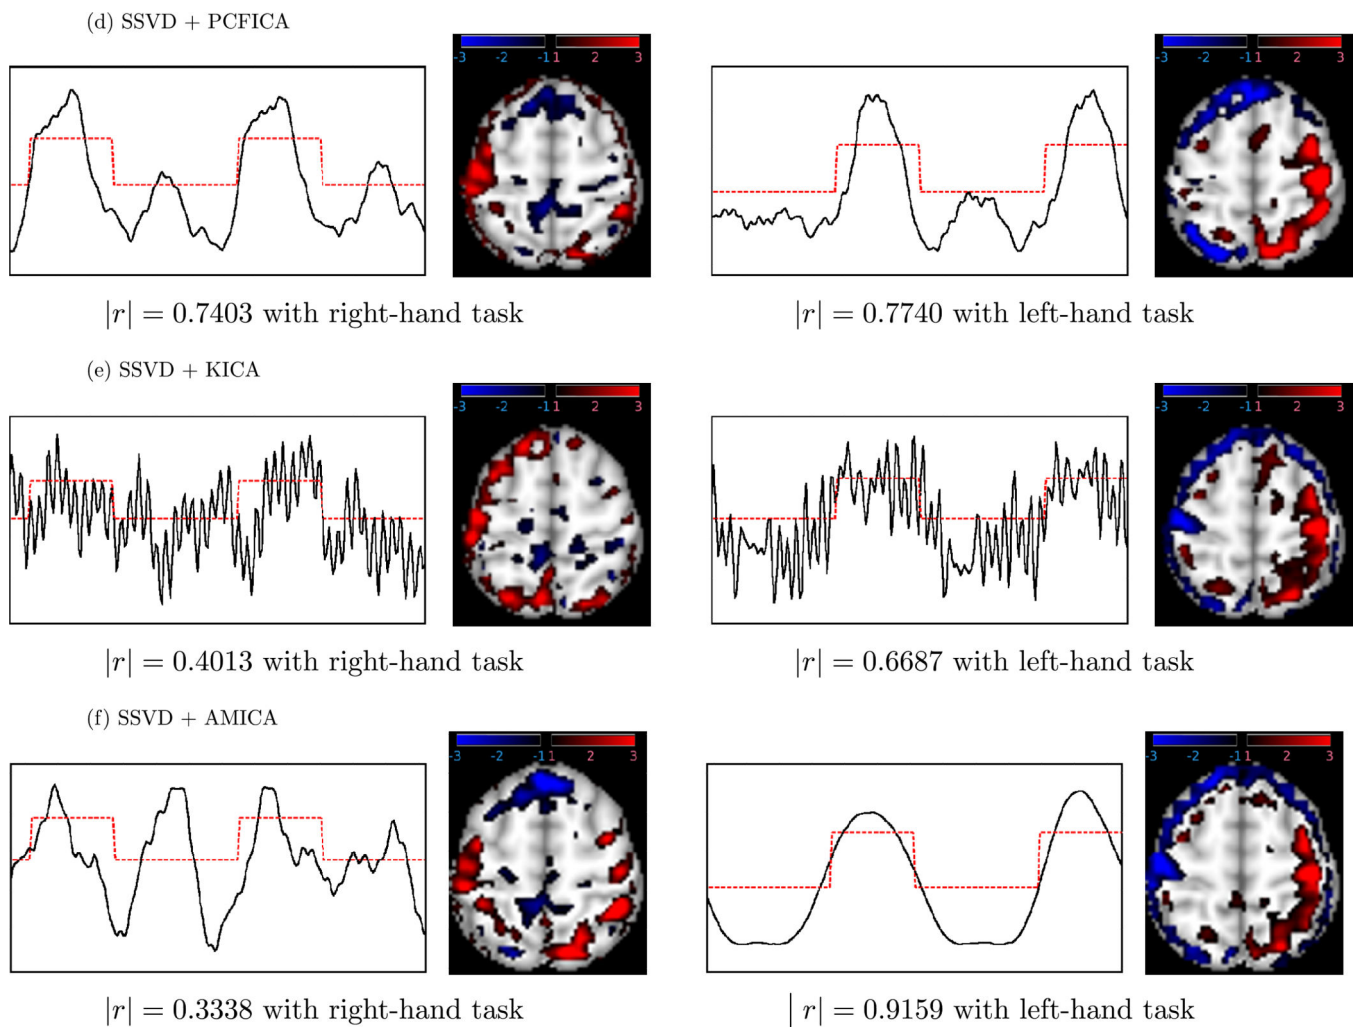 (d) SSVD + PCFICA
-3 -2 -1 1 2 3
-3 -2 -1 1 2 3
|r| = 0.7403 with right-hand task
|r| = 0.7740 with left-hand task
(e) SSVD + KICA
-3 -2 -1 1 2 3
-3 -2 -1 1 2 3
|r| = 0.4013 with right-hand task
|r| = 0.6687 with left-hand task
(f) SSVD + AMICA
-3 -2 -1 1 2 3
-3 -2 -1 1 2 3
|r| = 0.3338 with right-hand task
| r| = 0.9159 with left-hand task